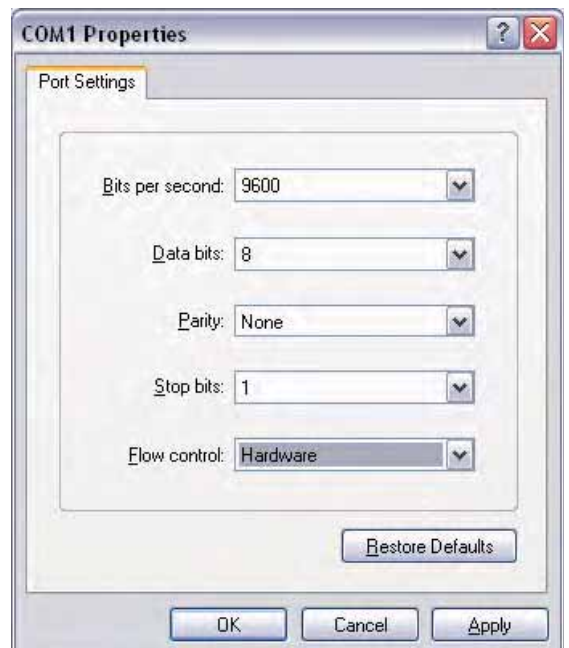 COM1 Properties
Port Settings
Bits per second: 9600
Data bits: 8
Parity: None
Stop bits: 1
Flow control: Hardware
Restore Defaults
OK Cancel Apply